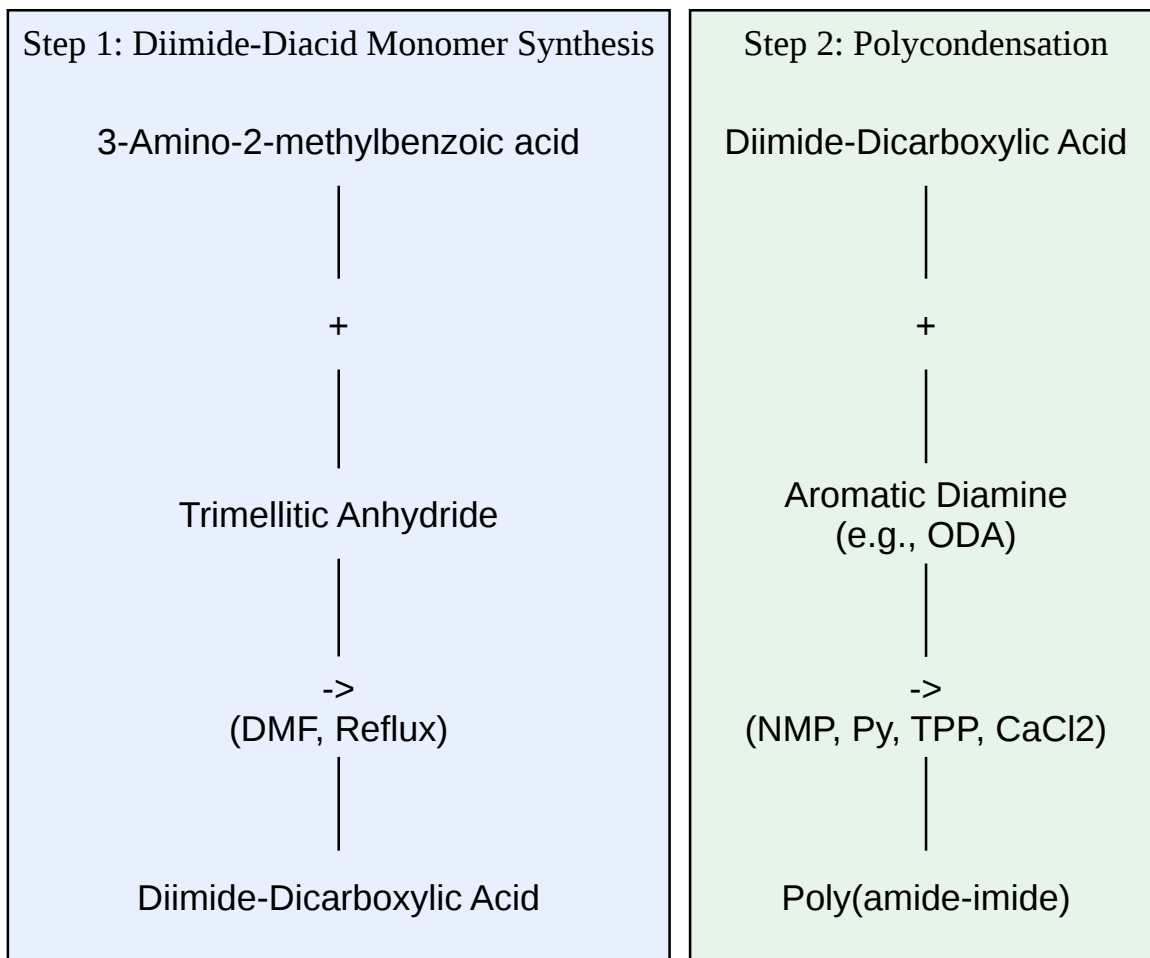 Step 1: Diimide-Diacid Monomer Synthesis
3-Amino-2-methylbenzoic acid
+
Trimellitic Anhydride
->
(DMF, Reflux)
Diimide-Dicarboxylic Acid
Step 2: Polycondensation
Diimide-Dicarboxylic Acid
+
Aromatic Diamine
(e.g., ODA)
->
(NMP, Py, TPP, CaCl2)
Poly(amide-imide)